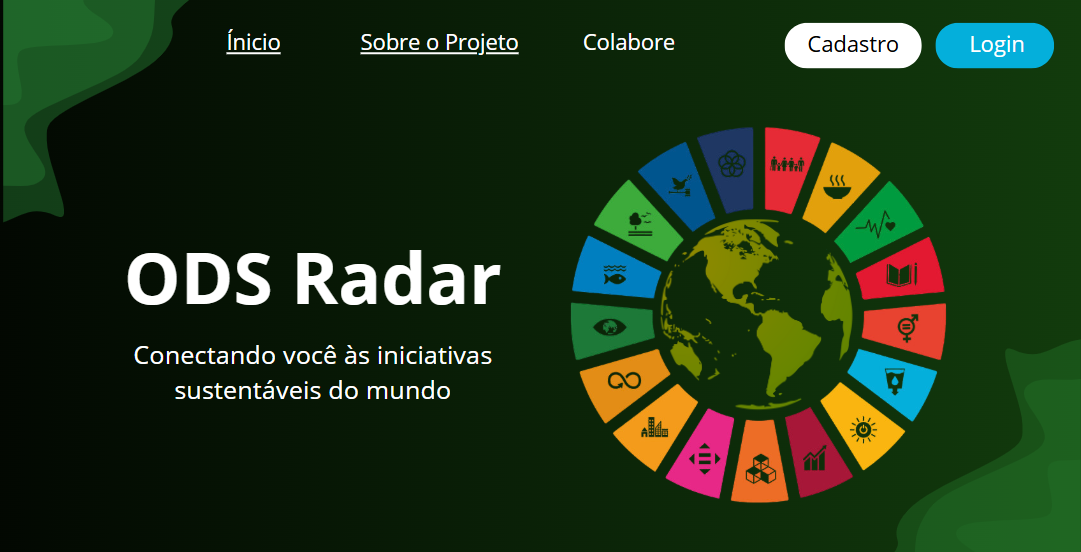 Ínicio
Sobre o Projeto
Colabore
Cadastro
Login
ODS Radar
Conectando você às iniciativas
sustentáveis do mundo